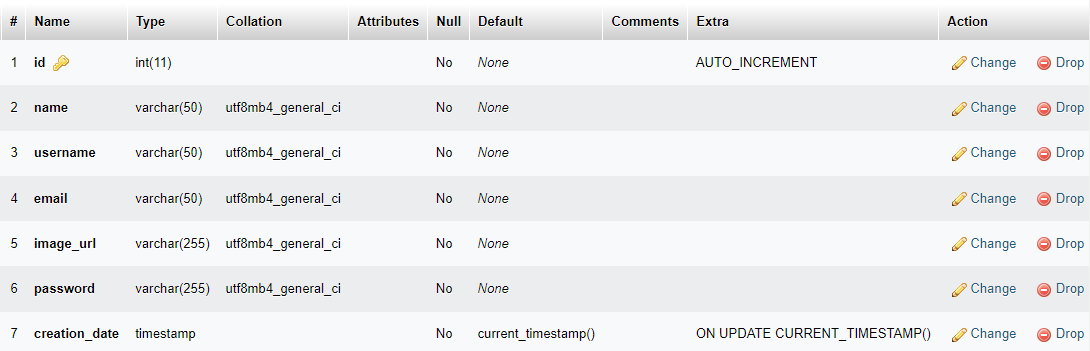 # Name Type Collation Attributes Null Default Comments Extra Action
1 id int(11) No None AUTO_INCREMENT Change Drop
2 name varchar(50) utf8mb4_general_ci No None Change Drop
3 username varchar(50) utf8mb4_general_ci No None Change Drop
4 email varchar(50) utf8mb4_general_ci No None Change Drop
5 image_url varchar(255) utf8mb4_general_ci No None Change Drop
6 password varchar(255) utf8mb4_general_ci No None Change Drop
7 creation_date timestamp No current_timestamp() ON UPDATE CURRENT_TIMESTAMP() Change Drop